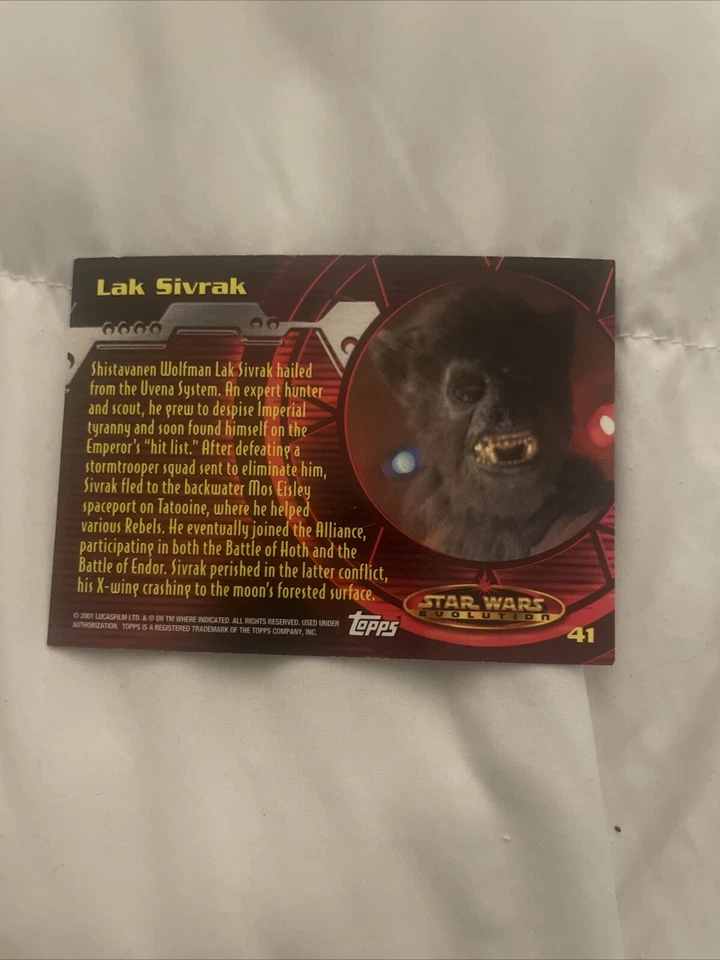 Lak Sivrak
Shistavanen Wolfman Lak Sivrak hailed
from the Uvena System. An expert hunter
and scout, he grew to despise Imperial
tyranny and soon found himself on the
Emperor's "hit list." After defeating a
stormtrooper squad sent to eliminate him,
Sivrak fled to the backwater Mos Eisley
spaceport on Tatooine, where he helped
various Rebels. He eventually joined the Alliance,
participating in both the Battle of Hoth and the
Battle of Endor. Sivrak perished in the latter conflict,
his X-wing crashing to the moon's forested surface.
© 2001 LUCASFILM LTD. & ® OR TM WHERE INDICATED. ALL RIGHTS RESERVED. USED UNDER
AUTHORIZATION. TOPPS IS A REGISTERED TRADEMARK OF THE TOPPS COMPANY, INC.
Topps
STAR WARS
EVOLUTION
41